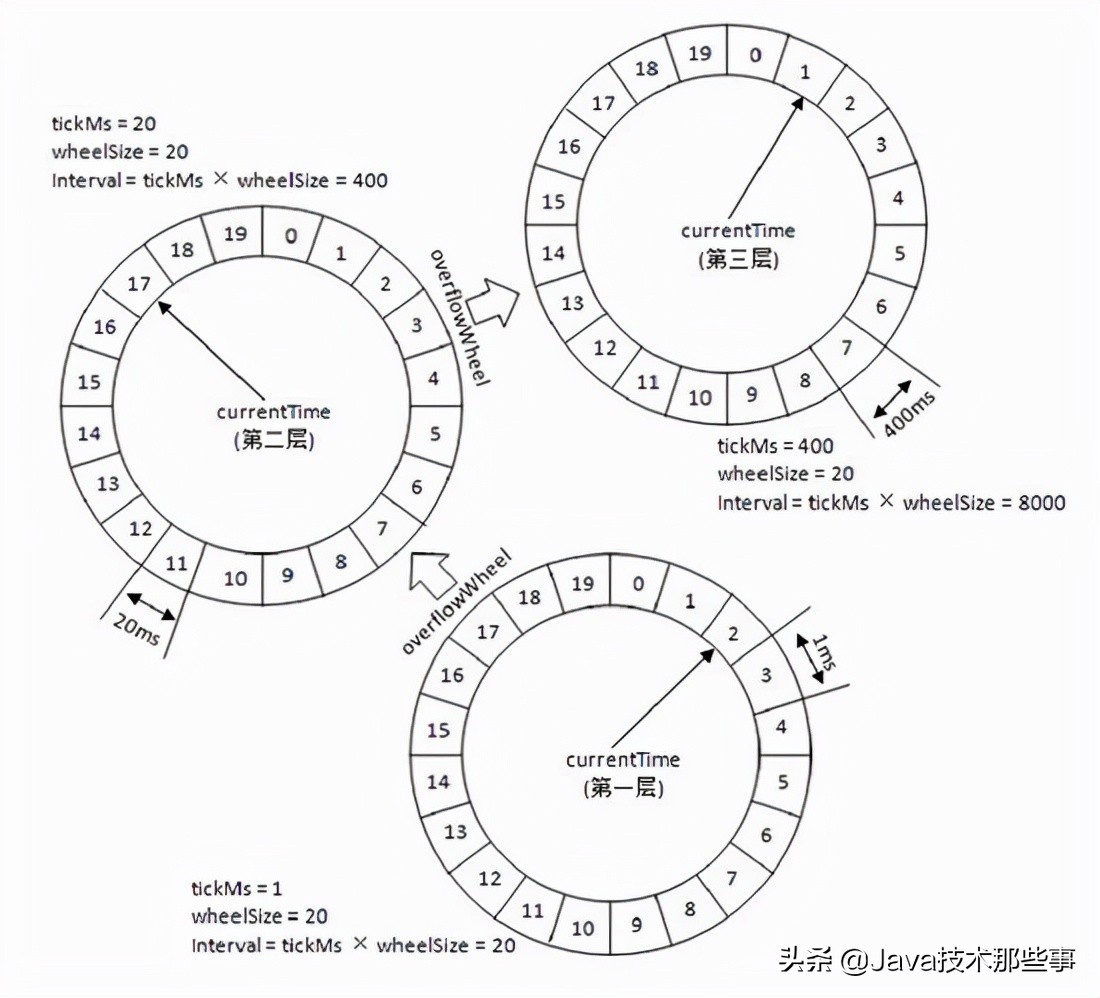 tickMs = 20
wheelSize = 20
Interval = tickMs × wheelSize = 400
0
1
2
3
4
5
6
7
8
9
10
11
12
13
14
15
16
17
18
19
currentTime
(第三层)
400ms
tickMs = 400
wheelSize = 20
Interval = tickMs × wheelSize = 8000
0
1
2
3
4
5
6
7
8
9
10
11
12
13
14
15
16
17
18
19
currentTime
(第二层)
20ms
overflowWheel
overflowWheel
0
1
2
3
4
5
6
7
8
9
10
11
12
13
14
15
16
17
18
19
currentTime
(第一层)
1ms
tickMs = 1
wheelSize = 20
Interval = tickMs × wheelSize = 20
头条 @Java技术那些事